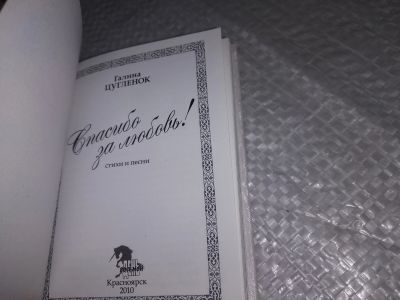 Галина
ЦУГЛЕНОК
Спасибо
за любовь!
стихи и песни
Красноярск
2010